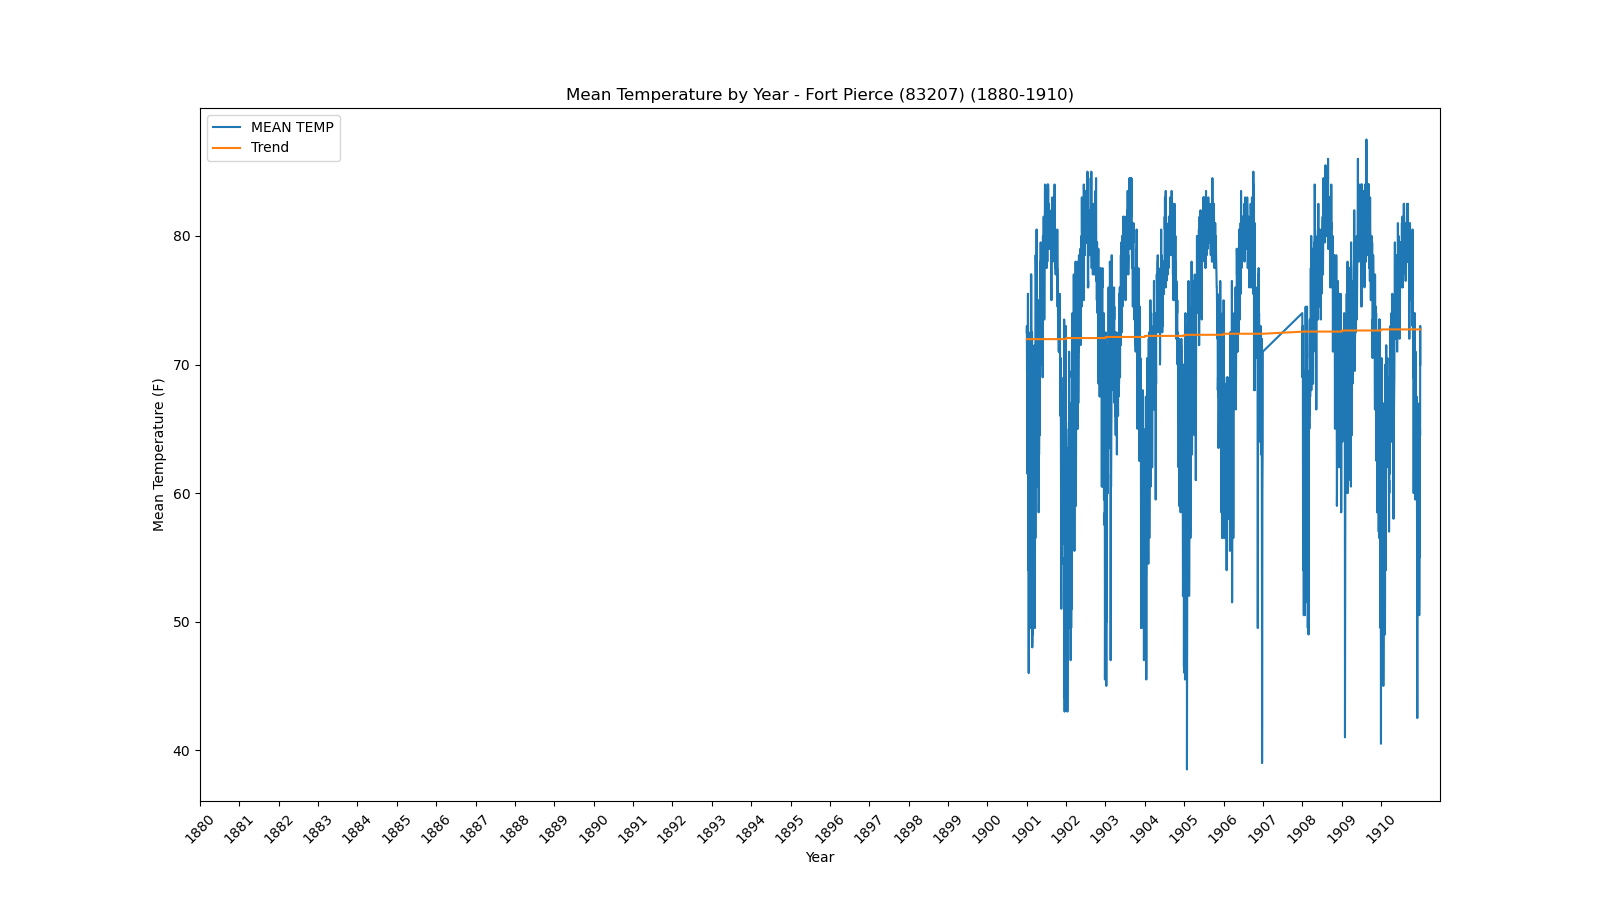 Mean Temperature by Year - Fort Pierce (83207) (1880-1910)
MEAN TEMP
Trend
Mean Temperature (F)
80
70
60
50
40
1880 1881 1882 1883 1884 1885 1886 1887 1888 1889 1890 1891 1892 1893 1894 1895 1896 1897 1898 1899 1900 1901 1902 1903 1904 1905 1906 1907 1908 1909 1910
Year